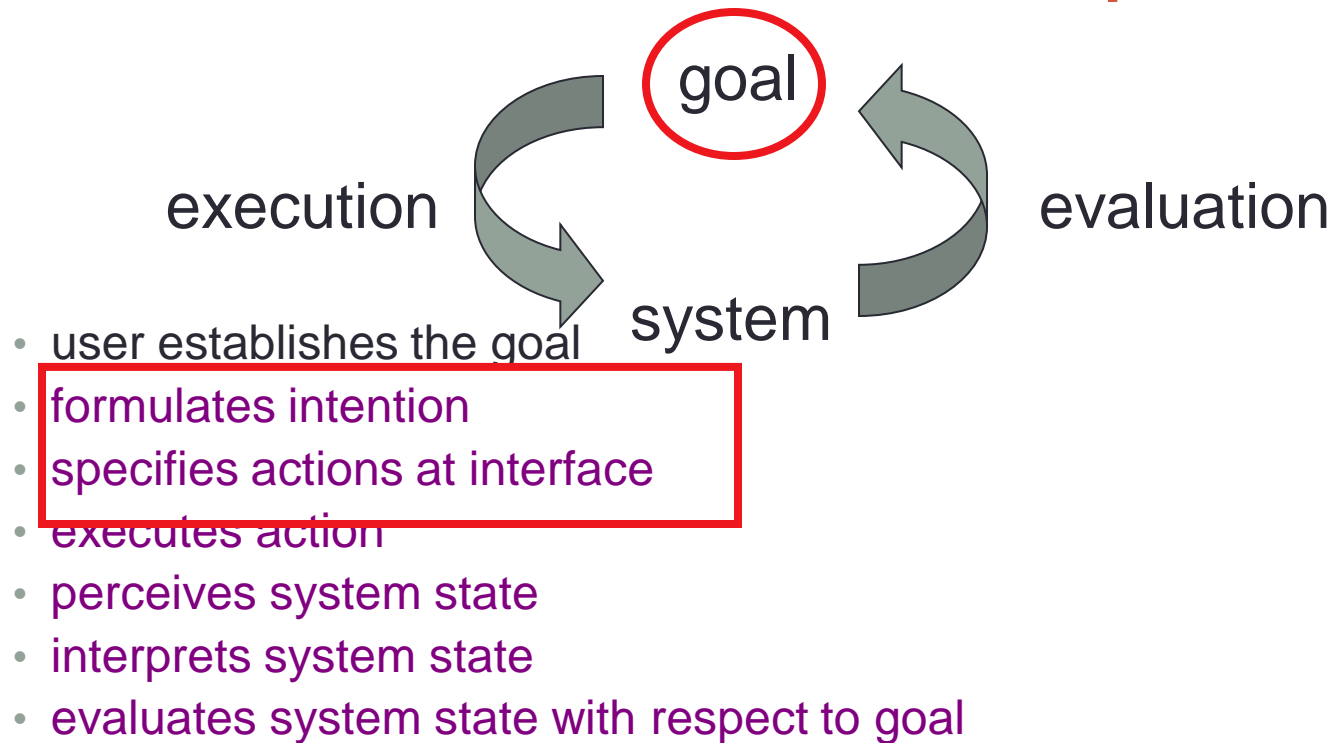 goal
execution
evaluation
system
• user establishes the goal
• formulates intention
• specifies actions at interface
• executes action
• perceives system state
• interprets system state
• evaluates system state with respect to goal